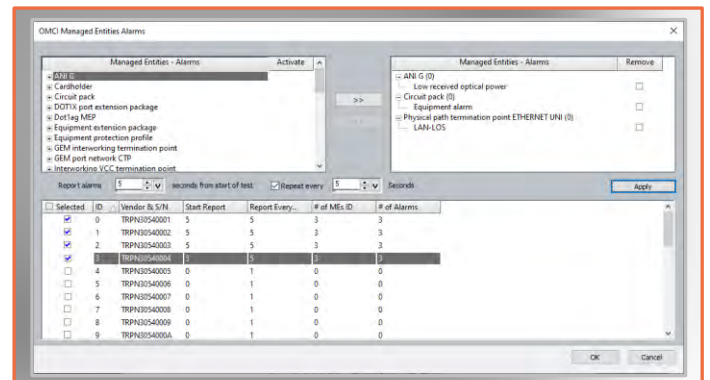 OMCI Managed Entities Alarms
Managed Entities - Alarms Activate
ANI G
Cardholder
Circuit pack
DOTIX port extension package
Dot1ag MEP
Equipment extension package
Equipment protection profile
GEM interworking termination point
GEM port network CTP
Interworking VCC termination point
>>
Managed Entities - Alarms Remove
ANI G (0)
Low received optical power
Circuit pack (0)
Equipment alarm
Physical path termination point ETHERNET UNI (0)
LAN-LOS
Report alarms 5 seconds from start of test Repeat every 5 Seconds Apply
Selected ID Vendor & S/N Start Report Report Every... # of MEs ID # of Alarms
0 TRPN30540001 5 5 3 3
1 TRPN30540002 5 5 3 3
2 TRPN30540003 5 5 3 3
3 TRPN30540004 3 5 3 3
4 TRPN30540005 0 1 0 0
5 TRPN30540006 0 1 0 0
6 TRPN30540007 0 1 0 0
7 TRPN30540008 0 1 0 0
8 TRPN30540009 0 1 0 0
9 TRPN3054000A 0 1 0 0
OK Cancel